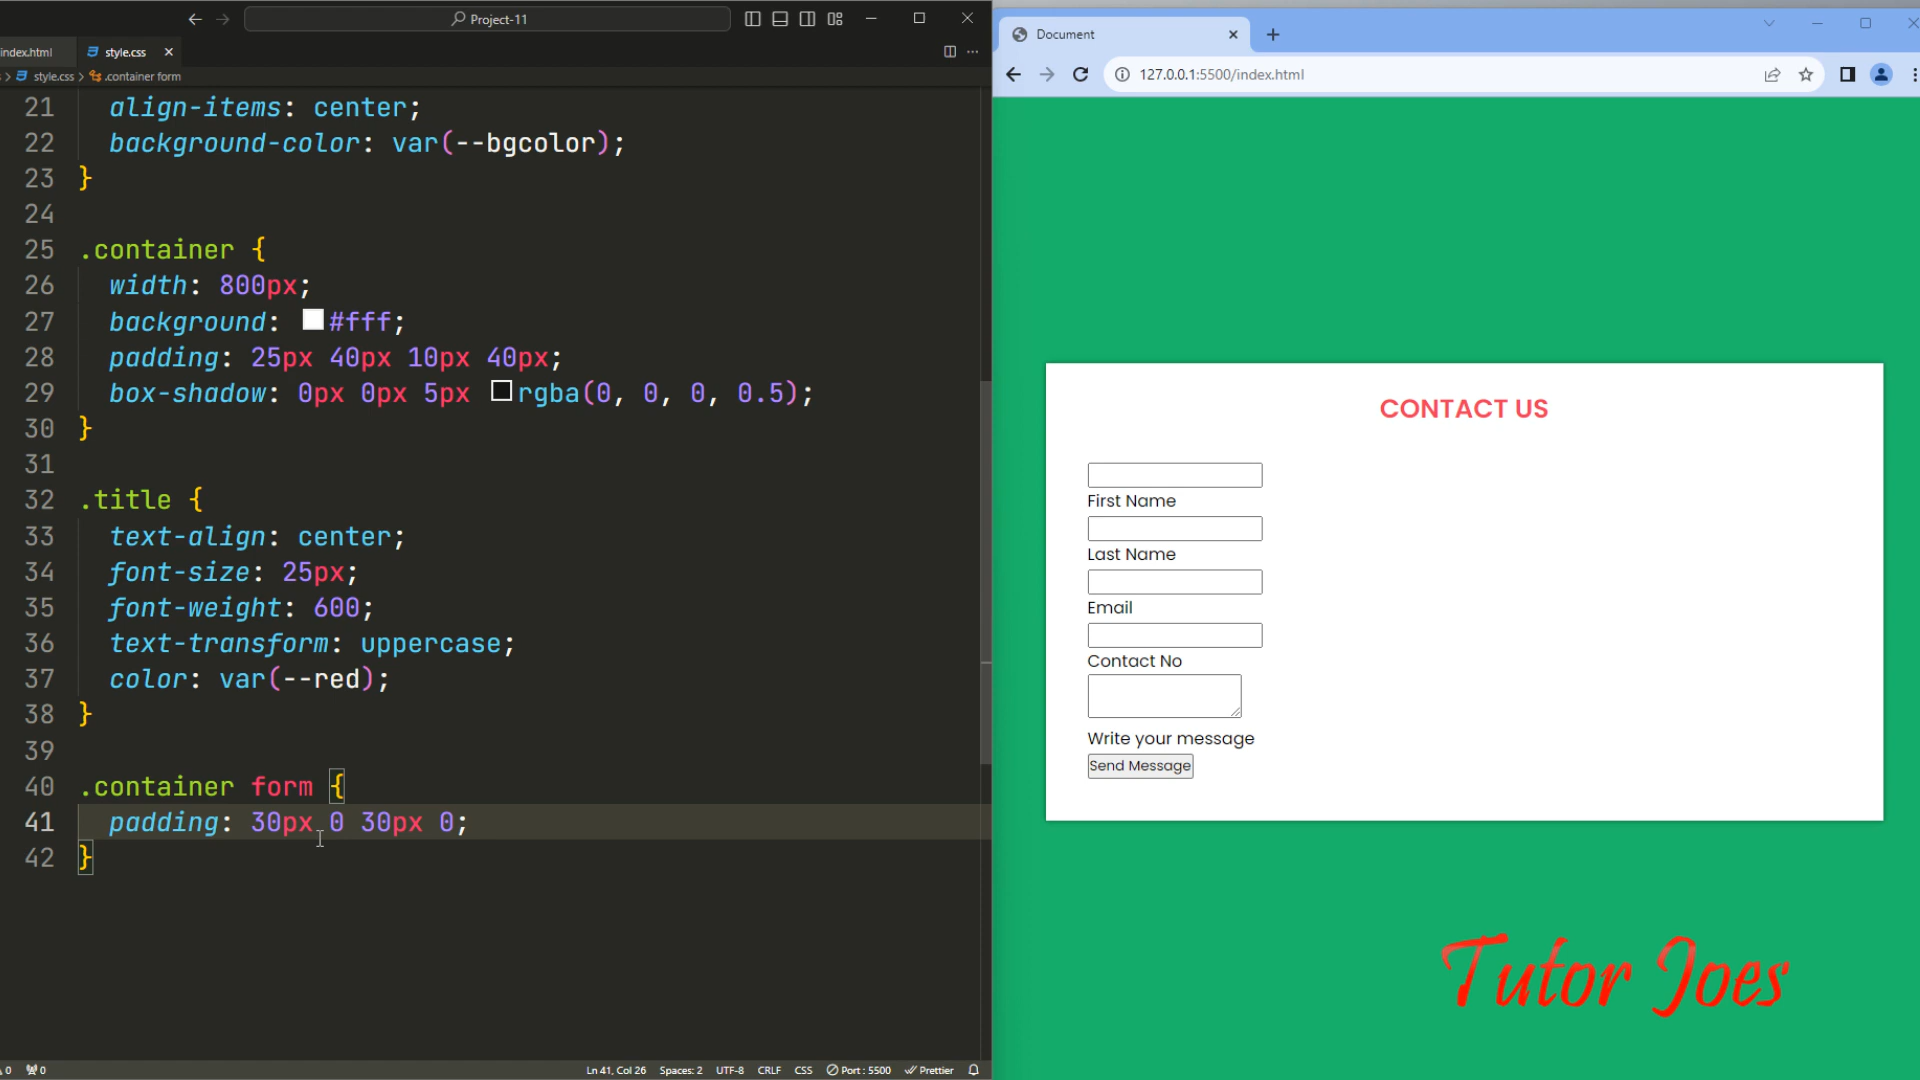 Project-11
index.html
style.css
style.css
.container form
21 align-items: center;
22 background-color: var(--bgcolor);
23 }
24
25 .container {
26 width: 800px;
27 background: #fff;
28 padding: 25px 40px 10px 40px;
29 box-shadow: 0px 0px 5px rgba(0, 0, 0, 0.5);
30 }
31
32 .title {
33 text-align: center;
34 font-size: 25px;
35 font-weight: 600;
36 text-transform: uppercase;
37 color: var(--red);
38 }
39
40 .container form {
41 padding: 30px 0 30px 0;
42 }
0
0
Ln 41, Col 26
Spaces: 2
UTF-8
CRLF
CSS
Port : 5500
Prettier
Document
127.0.0.1:5500/index.html
CONTACT US
First Name
Last Name
Email
Contact No
Write your message
Send Message
Tutor Joes